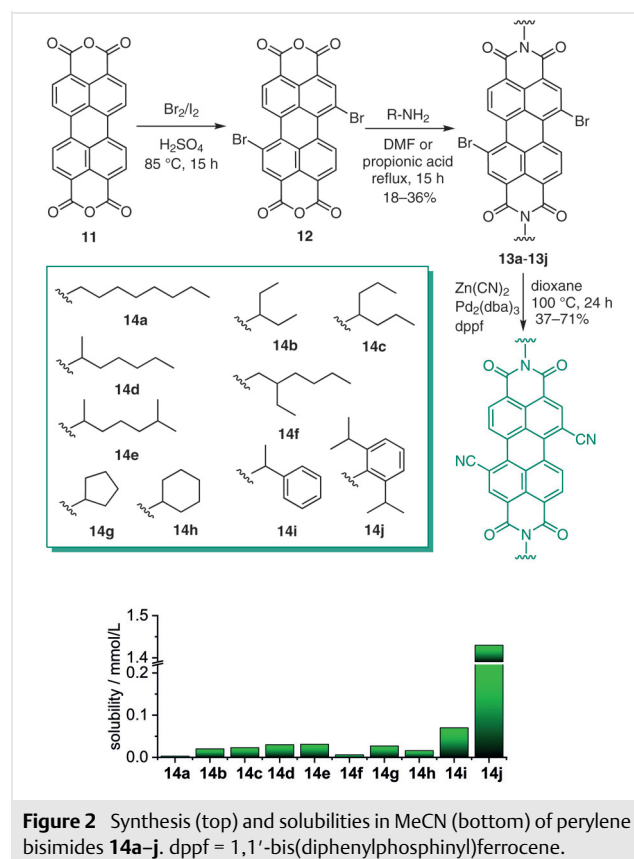 O O O
O O O
11
Br₂/I₂
H₂SO₄
85 °C, 15 h
O O O
Br
Br
O O O
12
R-NH₂
DMF or
propionic acid
reflux, 15 h
18–36%
O N O
Br
Br
O N O
13a-13j
Zn(CN)₂
Pd₂(dba)₃
dppf
dioxane
100 °C, 24 h
37–71%
O N O
CN
NC
O N O
14a
14b
14c
14d
14e
14f
14g
14h
14i
14j
solubility / mmol/L
1.5
1.4
0.2
0.1
0.0
14a 14b 14c 14d 14e 14f 14g 14h 14i 14j
Figure 2 Synthesis (top) and solubilities in MeCN (bottom) of perylene
bisimides 14a–j. dppf = 1,1′-bis(diphenylphosphinyl)ferrocene.